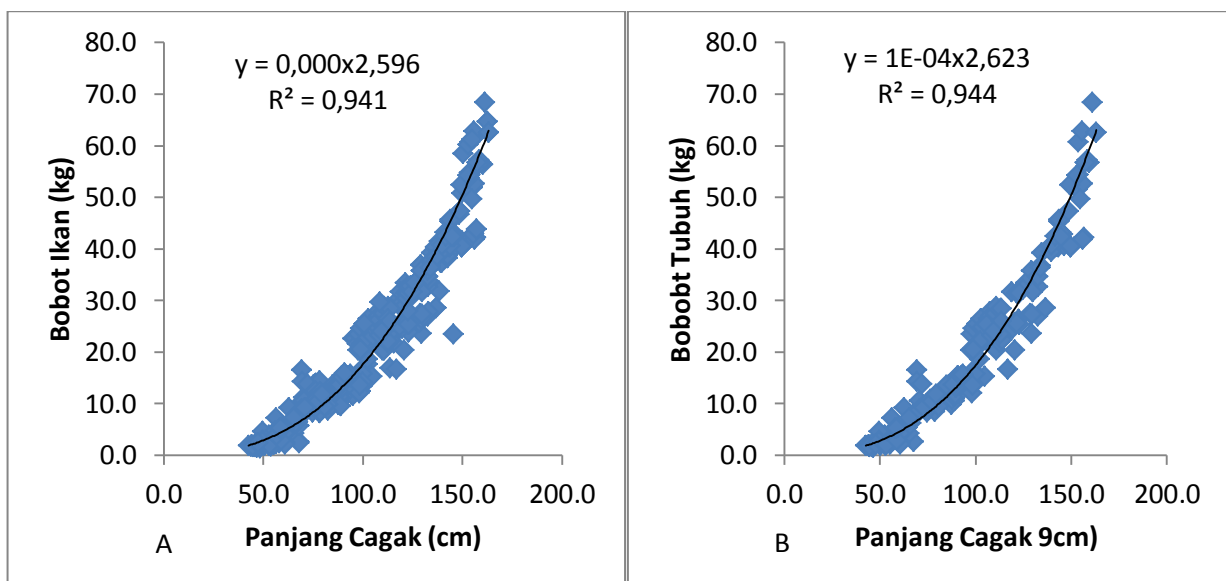 80.0
70.0
60.0
50.0
40.0
30.0
20.0
10.0
0.0
Bobot Ikan (kg)
y = 0,000x2,596
R² = 0,941
0.0 50.0 100.0 150.0 200.0
Panjang Cagak (cm)
A
80.0
70.0
60.0
50.0
40.0
30.0
20.0
10.0
0.0
Bobobt Tubuh (kg)
y = 1E-04x2,623
R² = 0,944
0.0 50.0 100.0 150.0 200.0
Panjang Cagak 9cm)
B